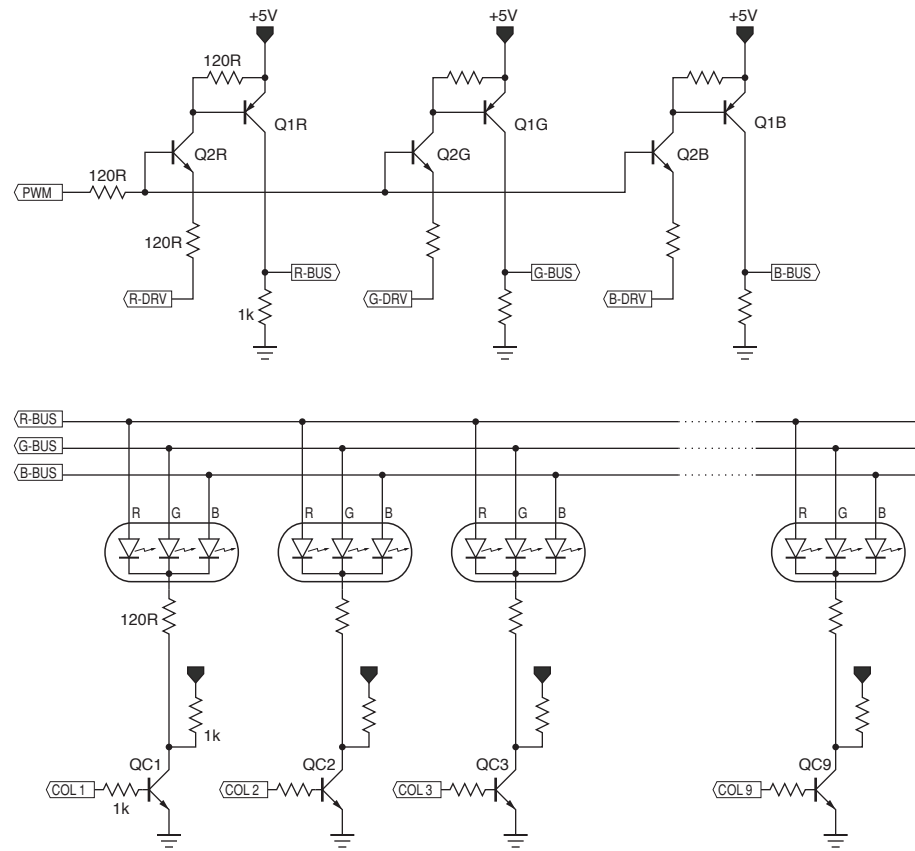 +5V +5V +5V
120R
Q1R Q1G Q1B
Q2R Q2G Q2B
PWM 120R
120R
R-BUS G-BUS B-BUS
R-DRV G-DRV B-DRV
1k
R-BUS
G-BUS
B-BUS
R G B R G B R G B R G B
120R
1k
QC1 QC2 QC3 QC9
COL 1 COL 2 COL 3 COL 9
1k